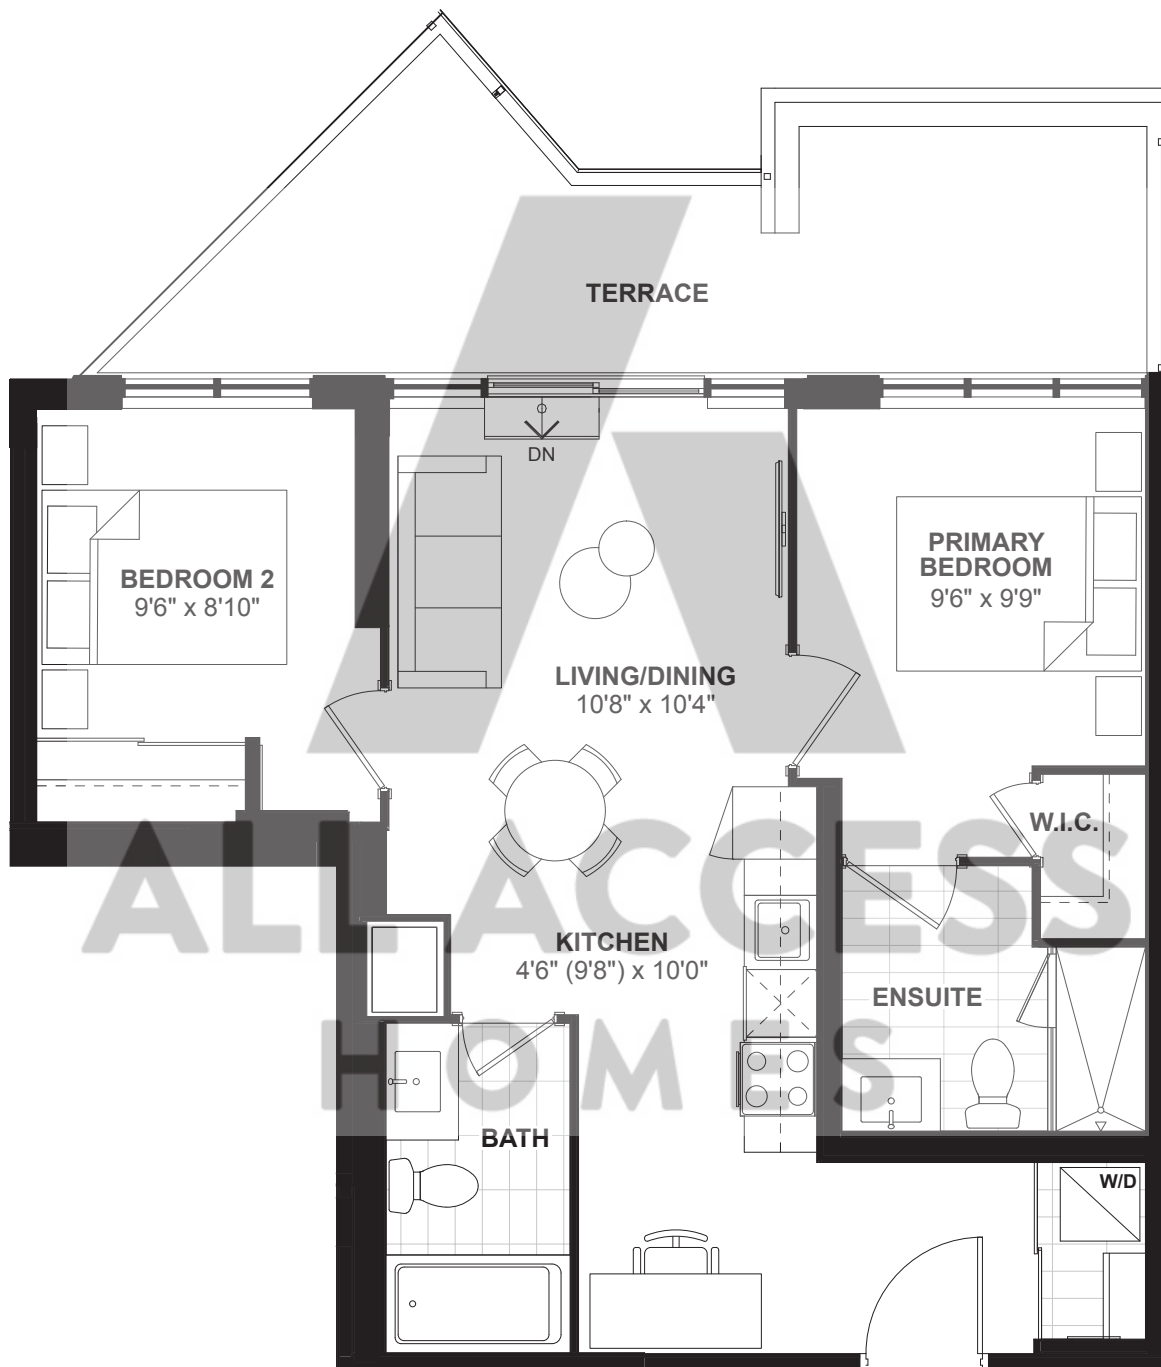 TERRACE
DN
BEDROOM 2
9'6" x 8'10"
PRIMARY
BEDROOM
9'6" x 9'9"
LIVING/DINING
10'8" x 10'4"
W.I.C.
ALL ACCESS
HOMES
KITCHEN
4'6" (9'8") x 10'0"
ENSUITE
BATH
W/D